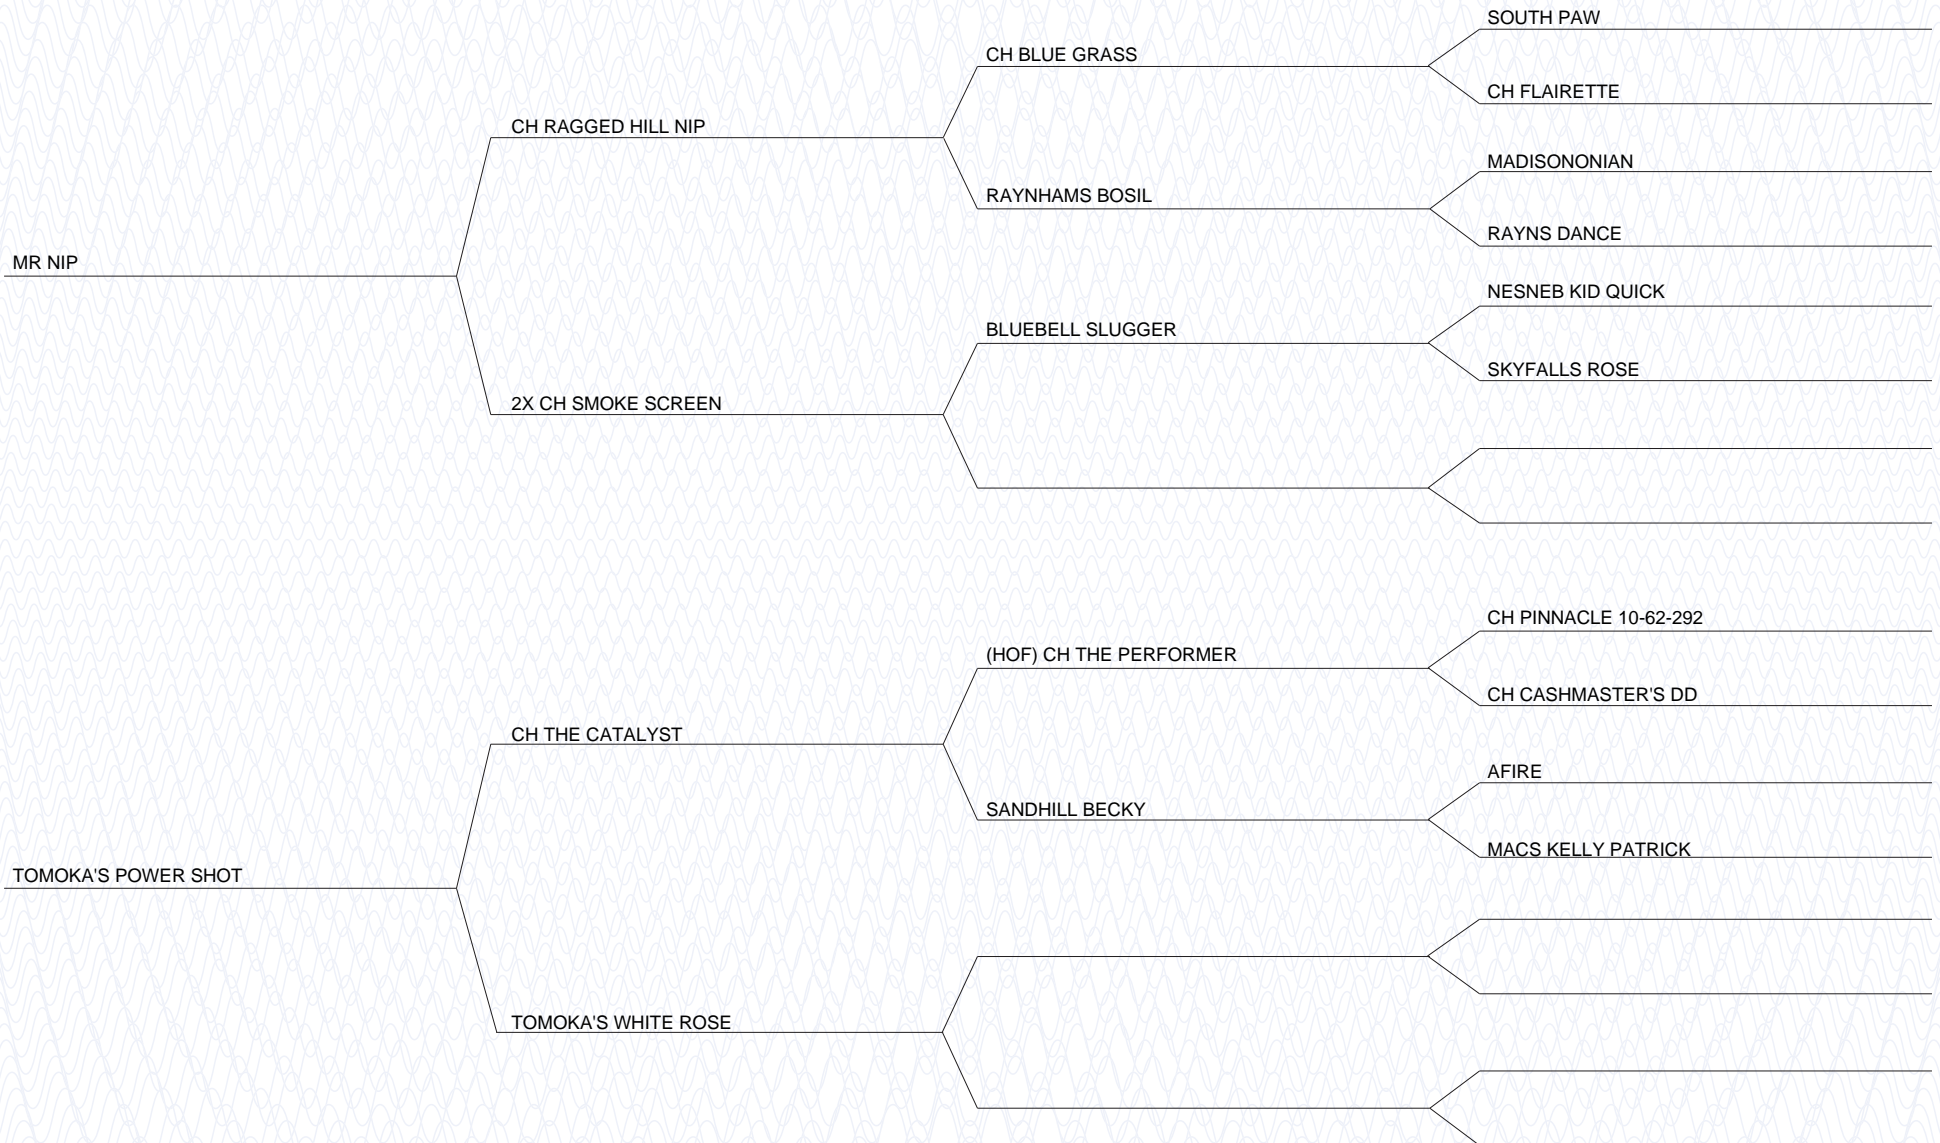 SOUTH PAW
CH BLUE GRASS
CH FLAIRETTE
CH RAGGED HILL NIP
MADISONONIAN
RAYNHAMS BOSIL
RAYNS DANCE
MR NIP
NESNEB KID QUICK
BLUEBELL SLUGGER
SKYFALLS ROSE
2X CH SMOKE SCREEN
CH PINNACLE 10-62-292
(HOF) CH THE PERFORMER
CH CASHMASTER'S DD
CH THE CATALYST
AFIRE
SANDHILL BECKY
MACS KELLY PATRICK
TOMOKA'S POWER SHOT
TOMOKA'S WHITE ROSE